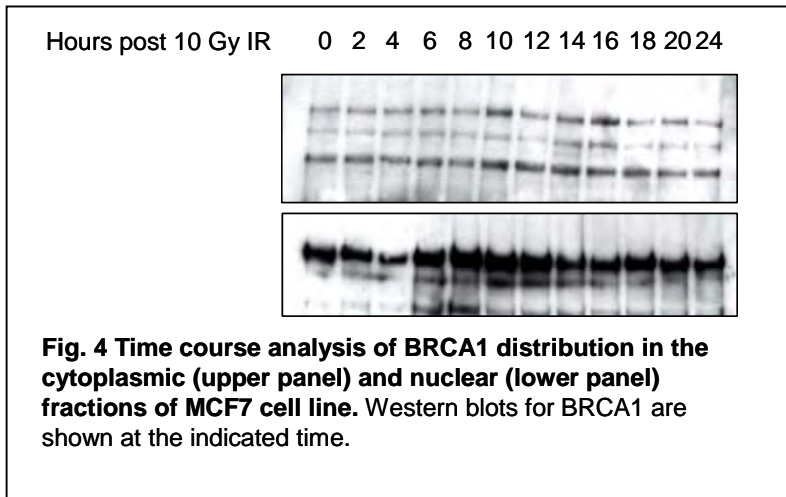 Hours post 10 Gy IR 0 2 4 6 8 10 12 14 16 18 20 24
Fig. 4 Time course analysis of BRCA1 distribution in the
cytoplasmic (upper panel) and nuclear (lower panel)
fractions of MCF7 cell line. Western blots for BRCA1 are
shown at the indicated time.